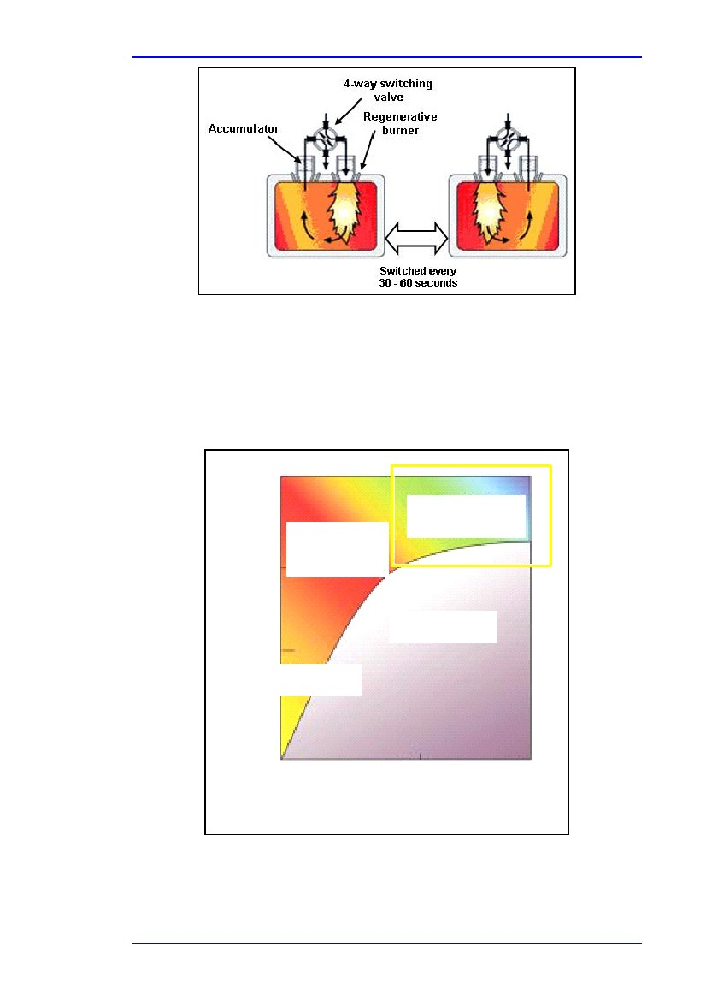 4-way switching
valve
Regenerative
burner
Accumulator
Switched every
30 - 60 seconds